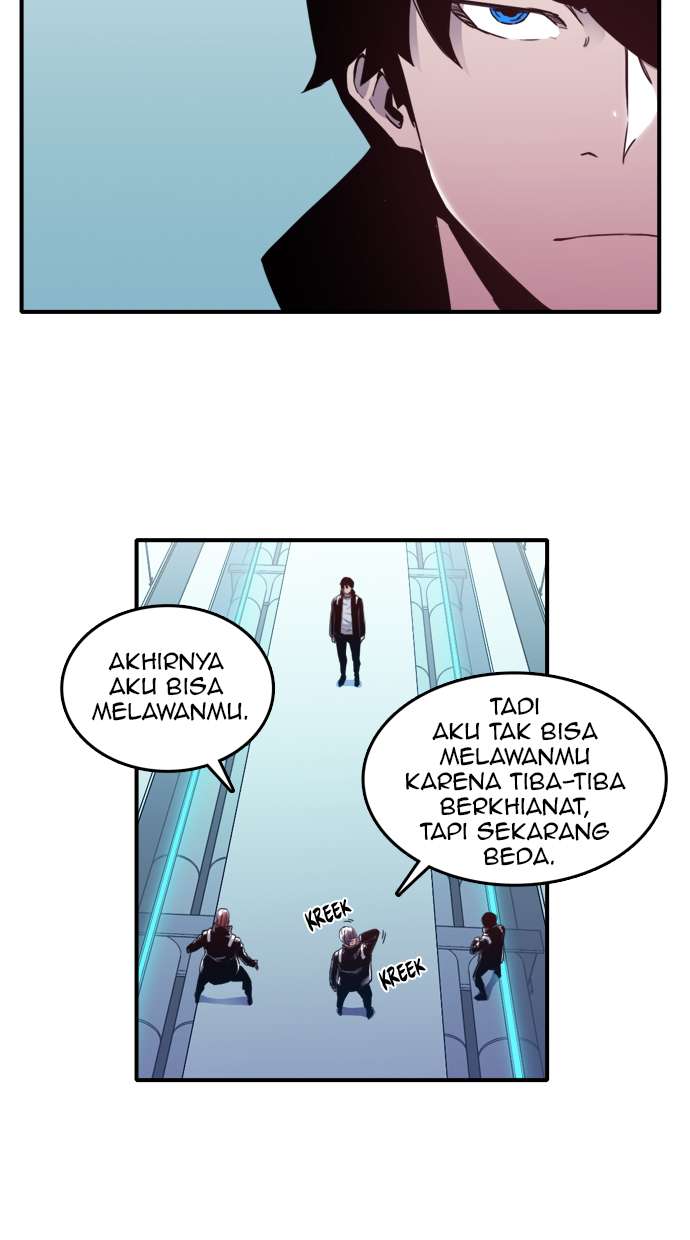 AKHIRNYA
AKU BISA
MELAWANMU.
TADI
AKU TAK BISA
MELAWANMU
KARENA TIBA-TIBA
BERKHIANAT,
TAPI SEKARANG
BEDA.
KREEK
KREEK